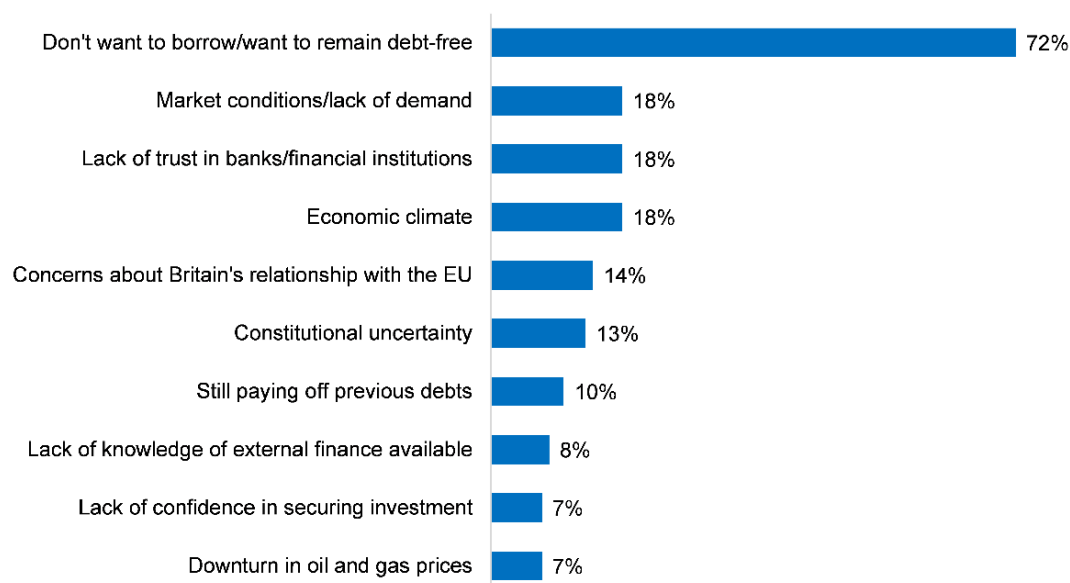 Don't want to borrow/want to remain debt-free 72%
Market conditions/lack of demand 18%
Lack of trust in banks/financial institutions 18%
Economic climate 18%
Concerns about Britain's relationship with the EU 14%
Constitutional uncertainty 13%
Still paying off previous debts 10%
Lack of knowledge of external finance available 8%
Lack of confidence in securing investment 7%
Downturn in oil and gas prices 7%